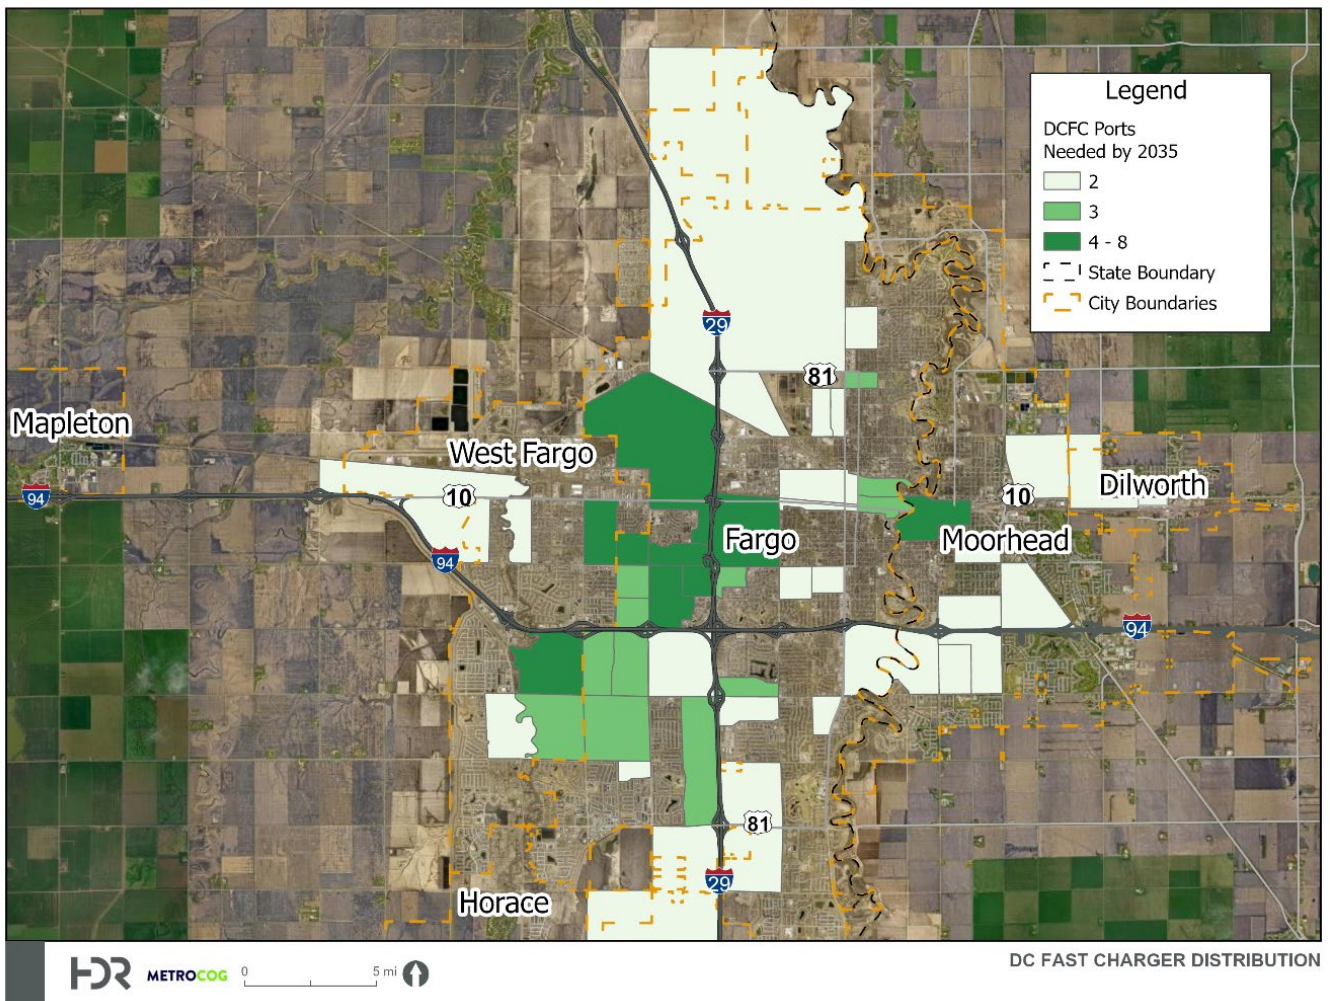 Legend
DCFC Ports
Needed by 2035
2
3
4 - 8
State Boundary
City Boundaries
29
81
Mapleton
West Fargo
94
10
10
Dilworth
Fargo
Moorhead
94
94
81
29
Horace
HDR METROCOG 0 5 mi
DC FAST CHARGER DISTRIBUTION